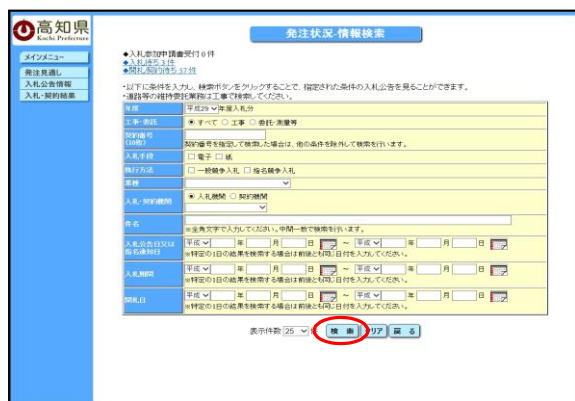 高知県
Kochi Prefecture
発注状況-情報検索
メインメニュー
発注見通し
入札公告情報
入札・契約結果
◆入札参加申請書受付 0 件
◆入札待ち 3 件
◆開札/契約待ち 37 件
・以下に条件を入力し、検索ボタンをクリックすることで、指定された条件の入札公告を見ることができます。
・道路等の維持委託業務は工事で検索してください。
年度 平成29 年度入札分
工事・委託 すべて 工事 委託・測量等
契約番号
(10桁)
契約番号を指定して検索した場合は、他の条件を除外して検索を行います。
入札手段 電子 紙
執行方法 一般競争入札 指名競争入札
業種
入札・契約機関 入札機関 契約機関
件名
※全角文字で入力してください。中間一致で検索を行います。
入札公告日又は
指名通知日
平成 年 月 日 ～ 平成 年 月 日
※特定の1日の結果を検索する場合は前後とも同じ日付を入力してください。
入札期間 平成 年 月 日 ～ 平成 年 月 日
※特定の1日の結果を検索する場合は前後とも同じ日付を入力してください。
開札日 平成 年 月 日 ～ 平成 年 月 日
※特定の1日の結果を検索する場合は前後とも同じ日付を入力してください。
表示件数 25 件 検 索 クリア 戻 る